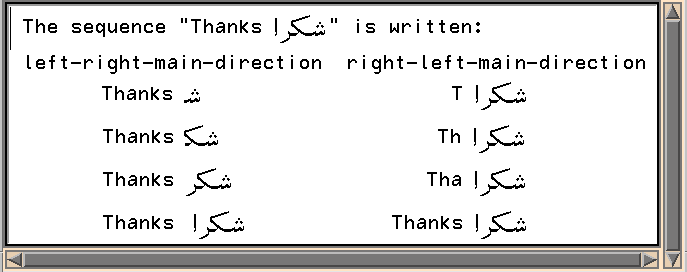 The sequence "Thanks شكرا" is written:
left-right-main-direction right-left-main-direction
Thanks ش T شكرا
Thanks شك Th شكرا
Thanks شكر Tha شكرا
Thanks شكرا Thanks شكرا